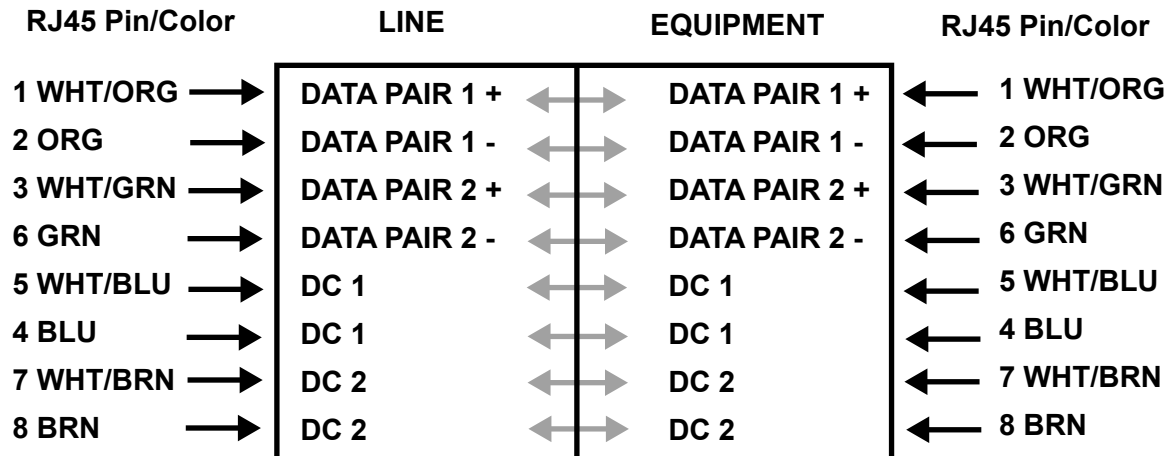 RJ45 Pin/Color LINE EQUIPMENT RJ45 Pin/Color
1 WHT/ORG DATA PAIR 1 + DATA PAIR 1 + 1 WHT/ORG
2 ORG DATA PAIR 1 - DATA PAIR 1 - 2 ORG
3 WHT/GRN DATA PAIR 2 + DATA PAIR 2 + 3 WHT/GRN
6 GRN DATA PAIR 2 - DATA PAIR 2 - 6 GRN
5 WHT/BLU DC 1 DC 1 5 WHT/BLU
4 BLU DC 1 DC 1 4 BLU
7 WHT/BRN DC 2 DC 2 7 WHT/BRN
8 BRN DC 2 DC 2 8 BRN